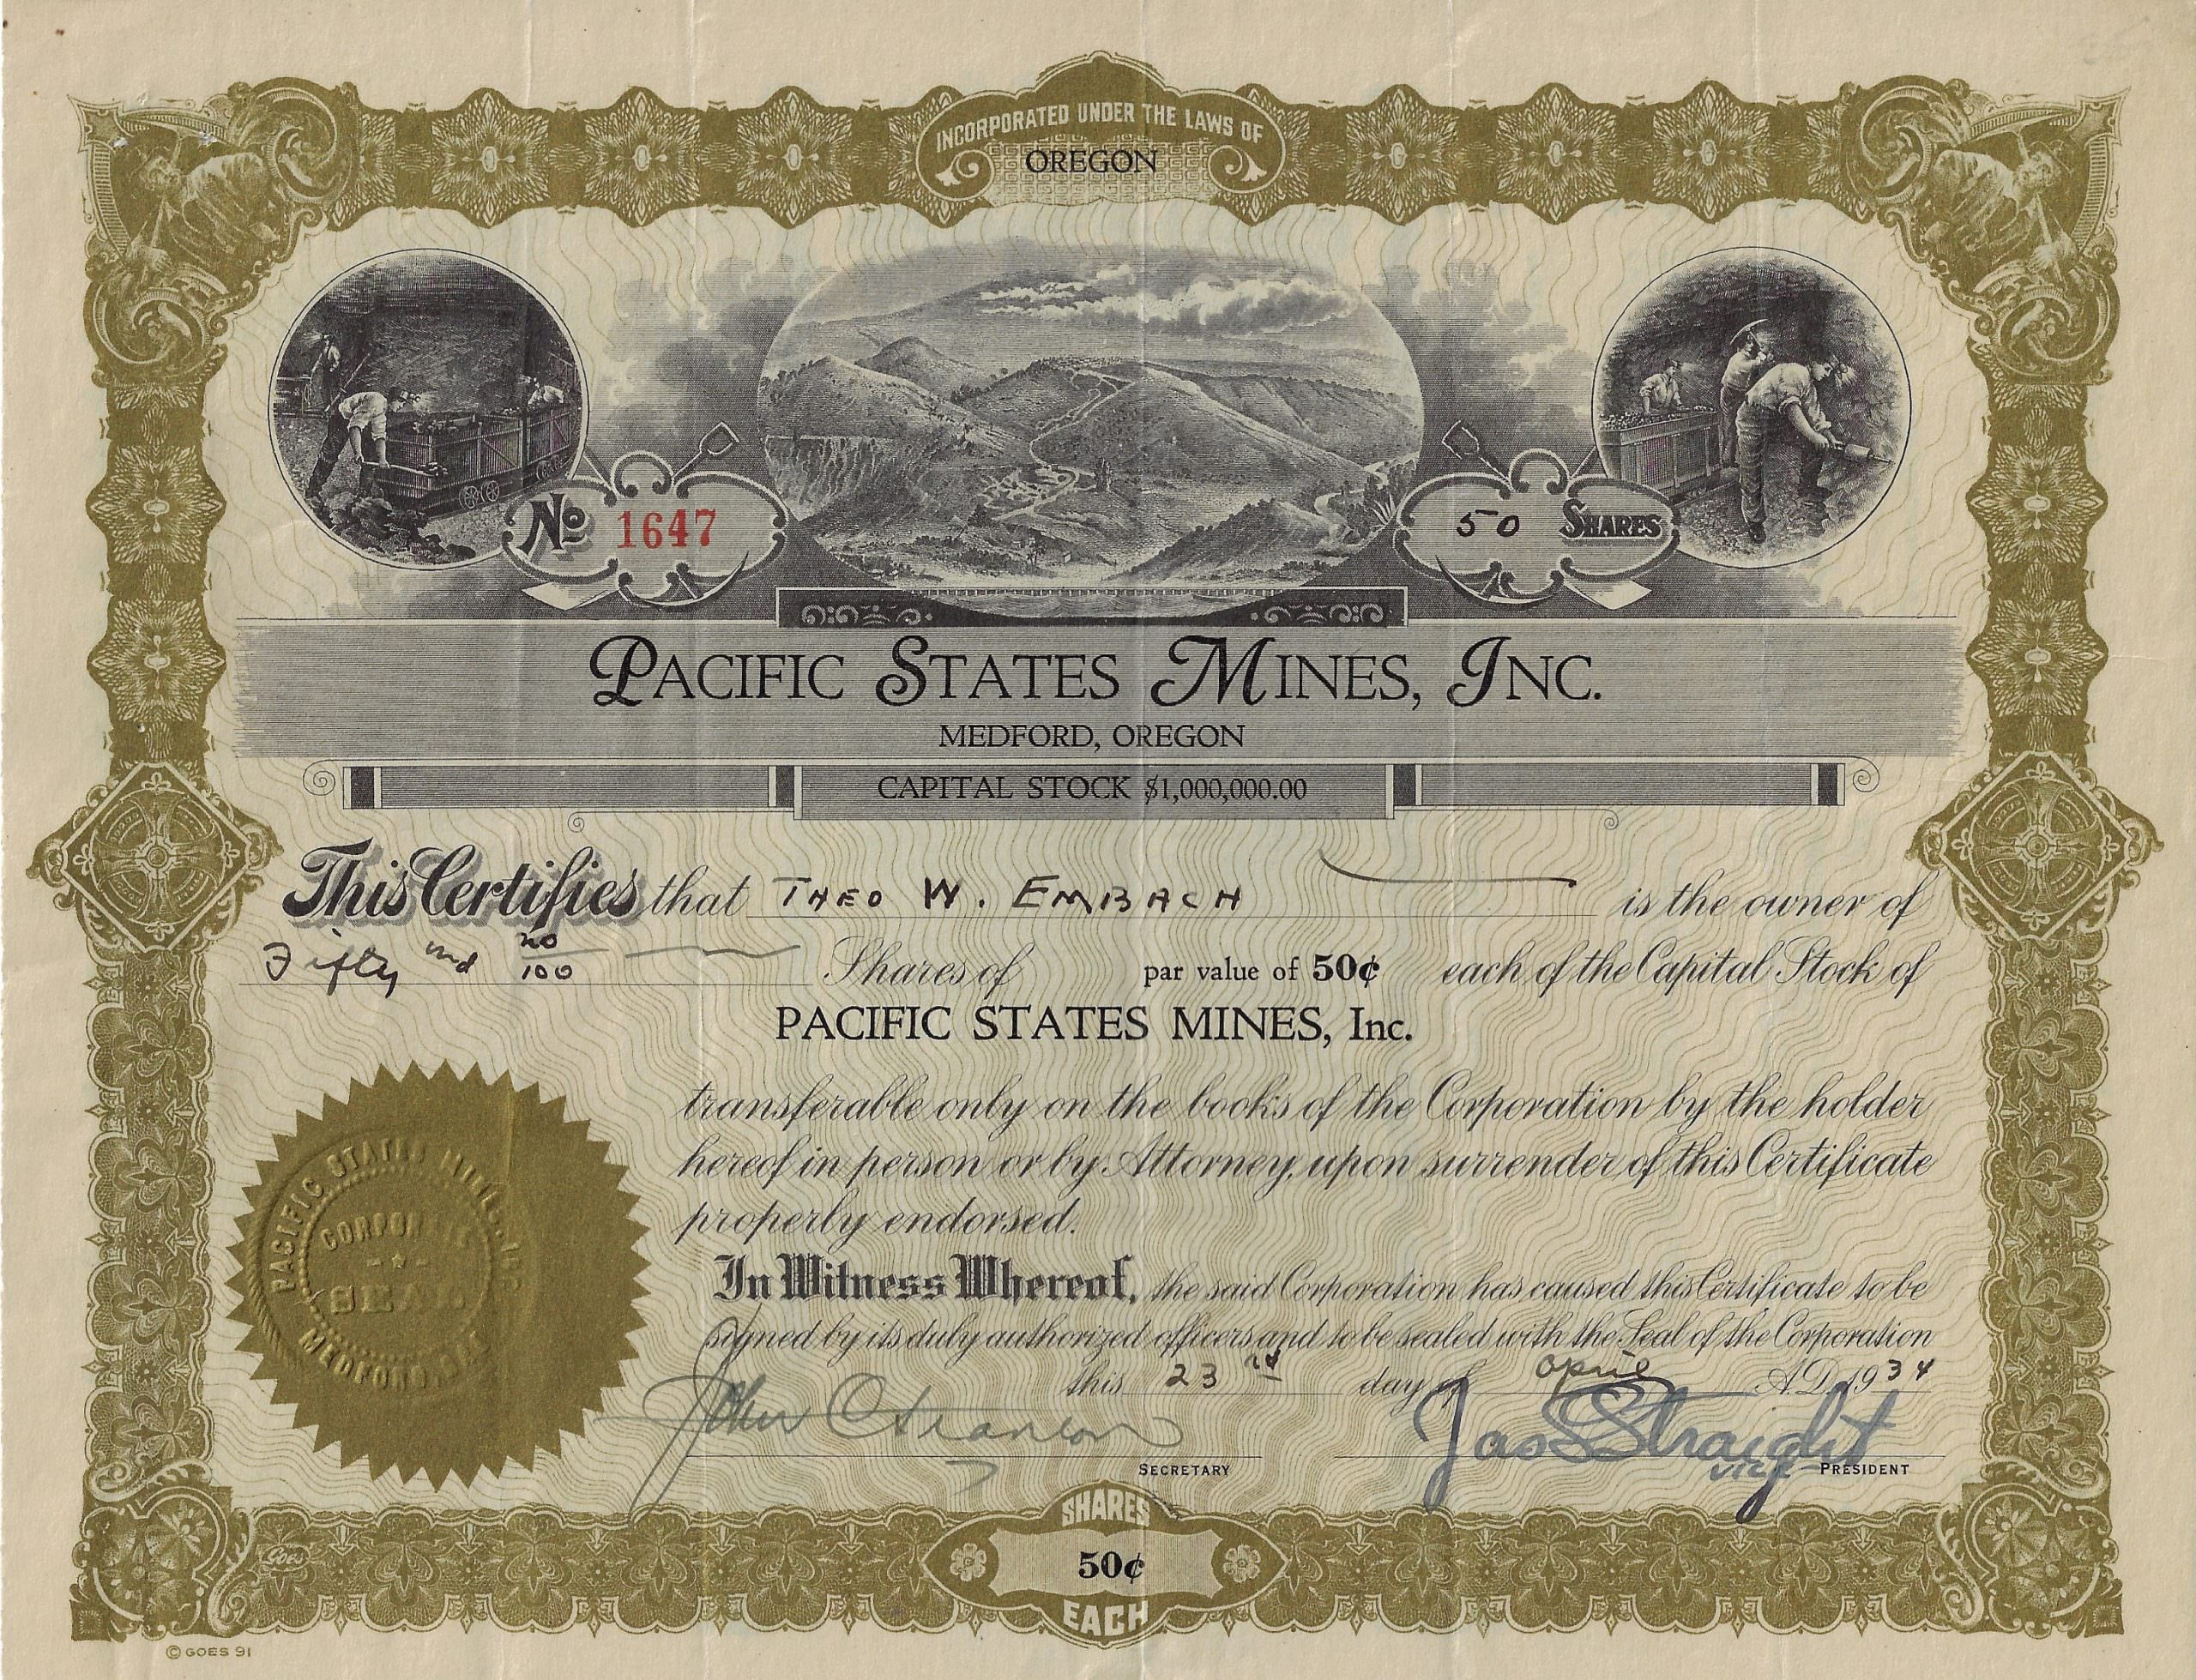 INCORPORATED UNDER THE LAWS OF
OREGON
No 1647
50 SHARES
PACIFIC STATES MINES, INC.
MEDFORD, OREGON
CAPITAL STOCK $1,000,000.00
This Certifies that THEO W. EMBACH is the owner of
Fifty and no/100 Shares of par value of 50¢ each of the Capital Stock of
PACIFIC STATES MINES, Inc.
transferable only on the books of the Corporation by the holder
hereof in person or by Attorney, upon surrender of this Certificate
properly endorsed.
In Witness Whereof, the said Corporation has caused this Certificate to be
signed by its duly authorized officers and to be sealed with the Seal of the Corporation
this 23rd day of April A.D. 1934
PACIFIC STATES MINES, INC.
CORPORATE
SEAL
MEDFORD
John
Jas Straight
SECRETARY
VICE-PRESIDENT
SHARES
50¢
EACH
Goes
© GOES 91